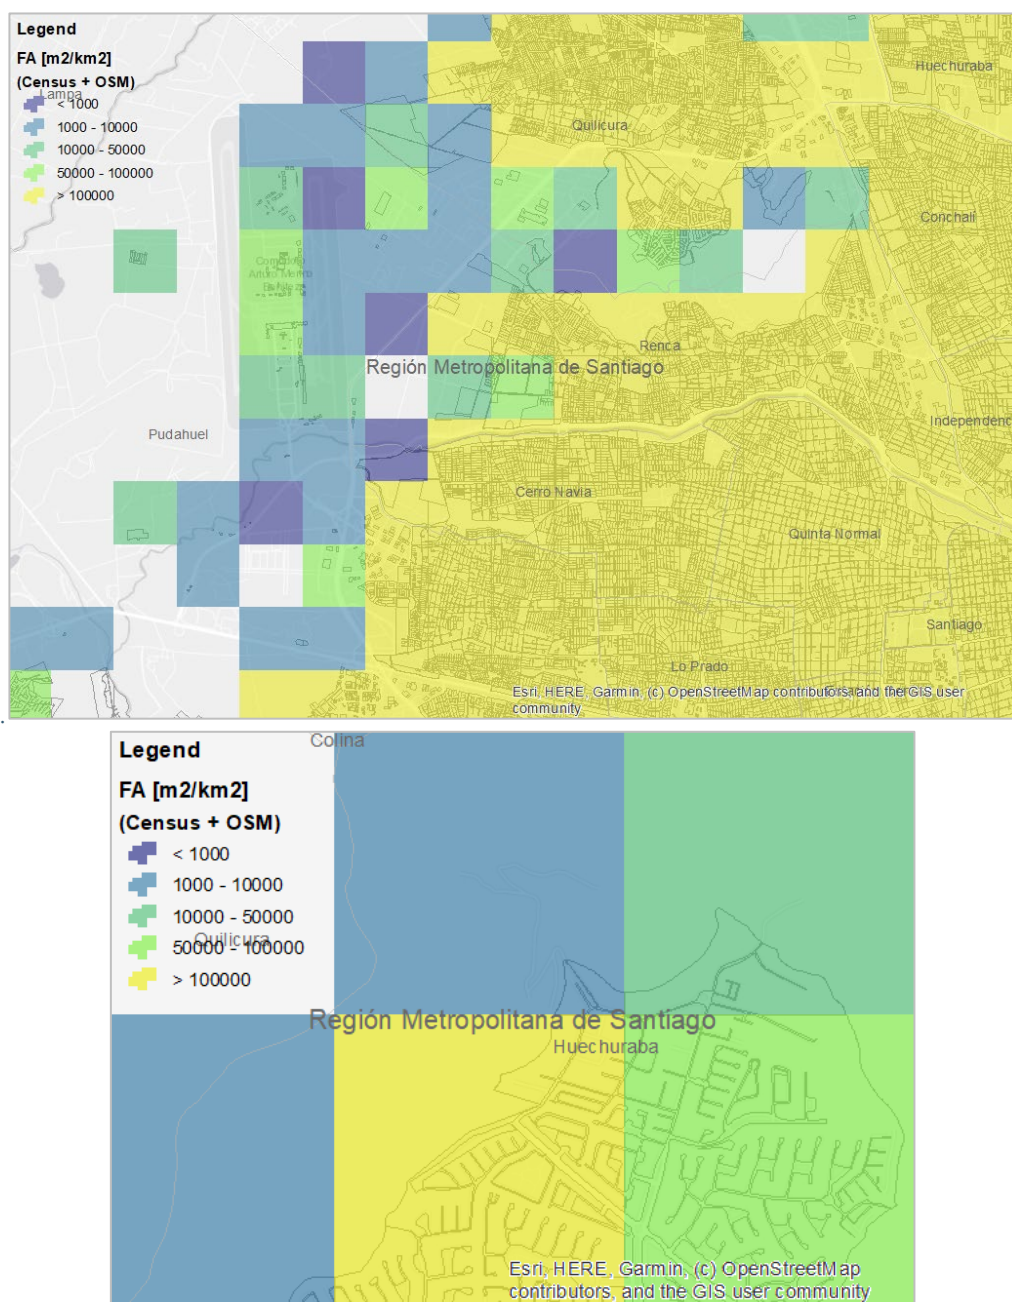 Legend
FA [m2/km2]
(Census + OSM)
Lampa
< 1000
1000 - 10000
10000 - 50000
50000 - 100000
> 100000
Huechuraba
Quilicura
Conchalí
Comodoro
Arturo Merino
Renca
Región Metropolitana de Santiago
Independenc
Pudahuel
Cerro Navia
Quinta Normal
Santiago
Lo Prado
Esri, HERE, Garmin, (c) OpenStreetMap contributors, and the GIS user
community
Legend
Colina
FA [m2/km2]
(Census + OSM)
< 1000
1000 - 10000
10000 - 50000
Quilicura
50000 - 100000
> 100000
Región Metropolitana de Santiago
Huechuraba
Esri, HERE, Garmin, (c) OpenStreetMap
contributors, and the GIS user community